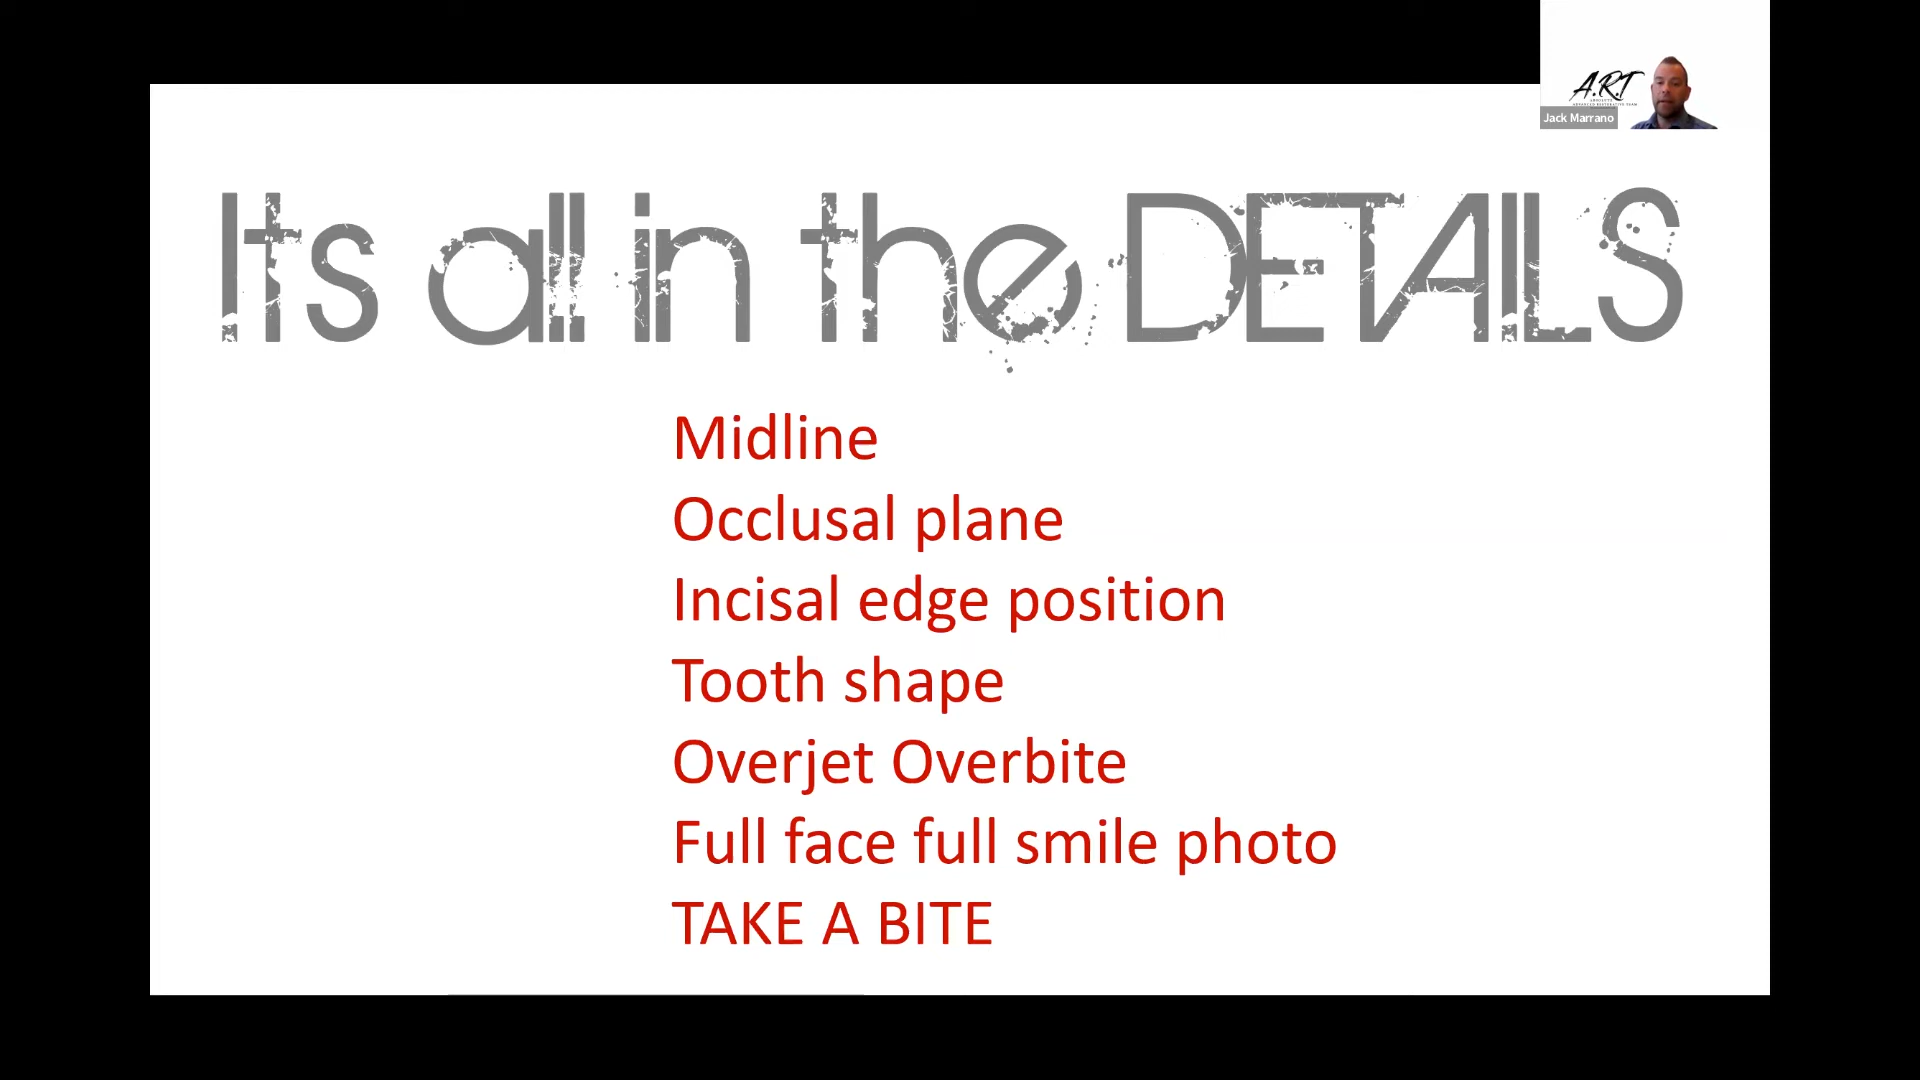 A.R.T
Jack Marrano
Its all in the DETAILS
Midline
Occlusal plane
Incisal edge position
Tooth shape
Overjet Overbite
Full face full smile photo
TAKE A BITE